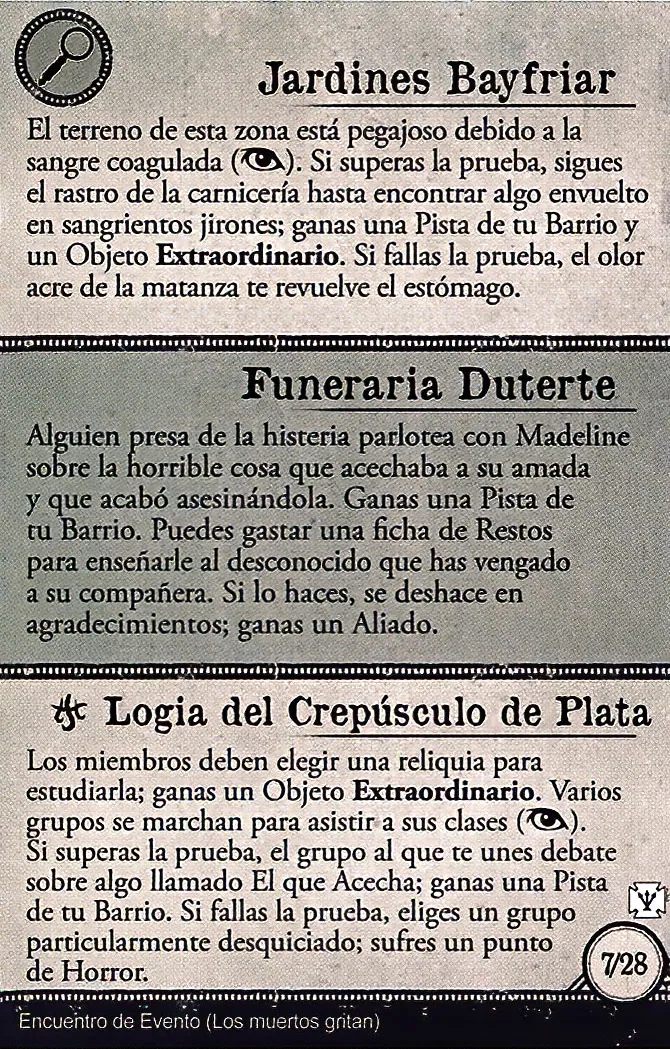 Jardines Bayfriar
El terreno de esta zona está pegajoso debido a la
sangre coagulada (). Si superas la prueba, sigues
el rastro de la carnicería hasta encontrar algo envuelto
en sangrientos jirones; ganas una Pista de tu Barrio y
un Objeto Extraordinario. Si fallas la prueba, el olor
acre de la matanza te revuelve el estómago.
Funeraria Duterte
Alguien presa de la histeria parlotea con Madeline
sobre la horrible cosa que acechaba a su amada
y que acabó asesinándola. Ganas una Pista de
tu Barrio. Puedes gastar una ficha de Restos
para enseñarle al desconocido que has vengado
a su compañera. Si lo haces, se deshace en
agradecimientos; ganas un Aliado.
Logia del Crepúsculo de Plata
Los miembros deben elegir una reliquia para
estudiarla; ganas un Objeto Extraordinario. Varios
grupos se marchan para asistir a sus clases ().
Si superas la prueba, el grupo al que te unes debate
sobre algo llamado El que Acecha; ganas una Pista
de tu Barrio. Si fallas la prueba, eliges un grupo
particularmente desquiciado; sufres un punto
de Horror.
7/28
Encuentro de Evento (Los muertos gritan)